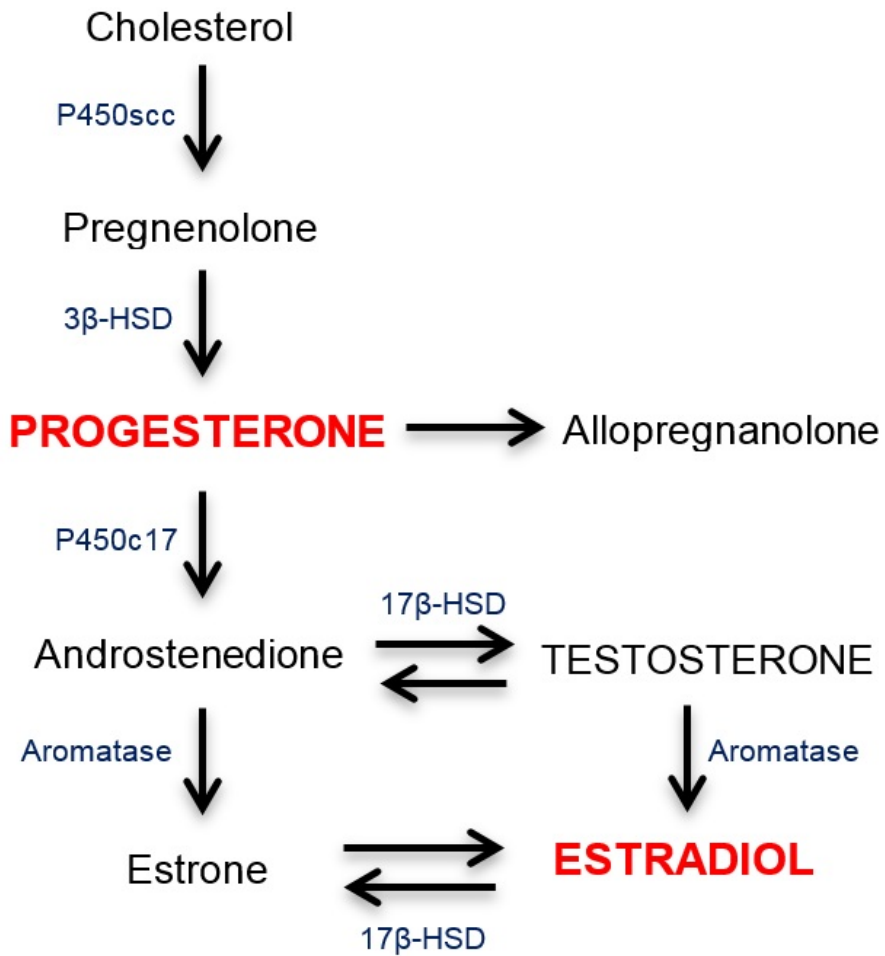 Cholesterol
P450scc
Pregnenolone
3β-HSD
PROGESTERONE
Allopregnanolone
P450c17
17β-HSD
Androstenedione
TESTOSTERONE
Aromatase
Aromatase
Estrone
ESTRADIOL
17β-HSD